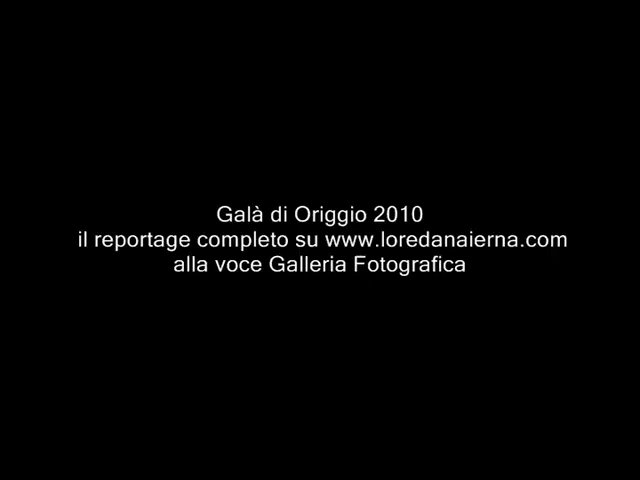 Galà di Origgio 2010
il reportage completo su www.loredanaierna.com
alla voce Galleria Fotografica